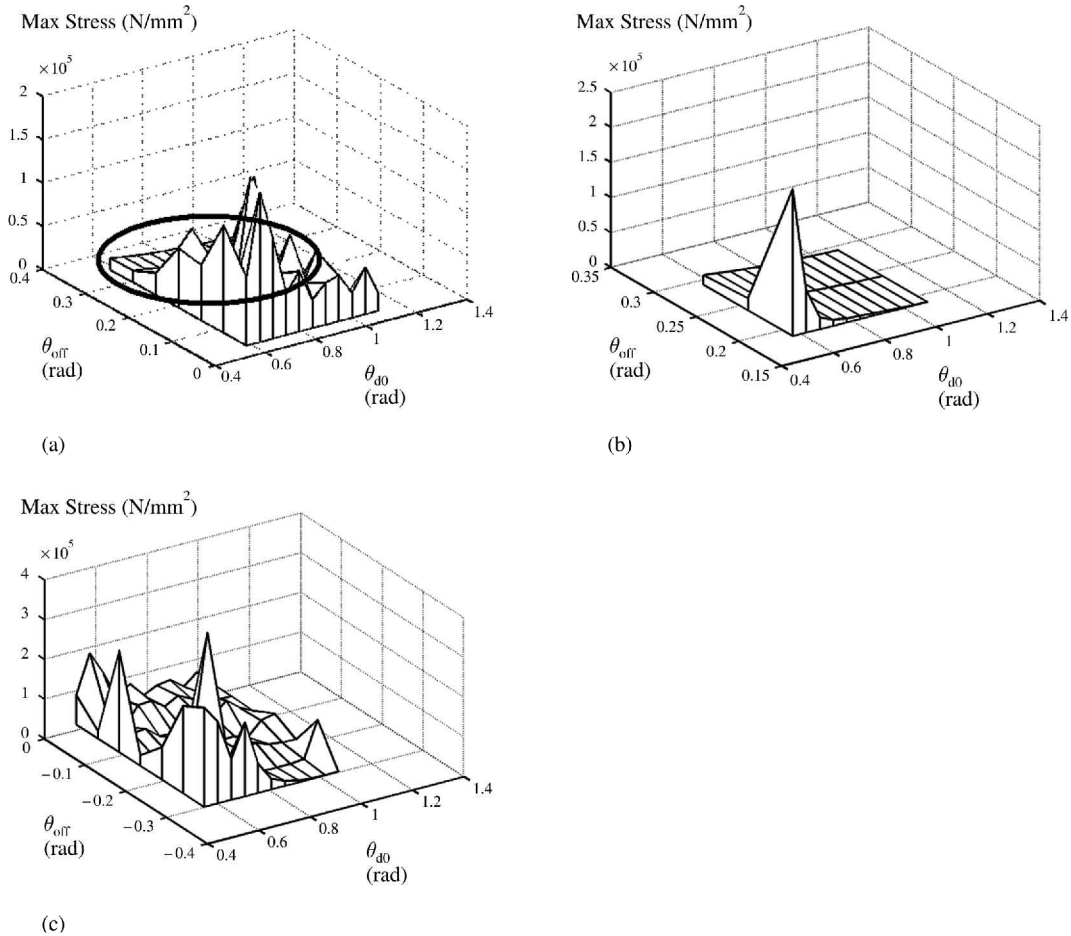 Max Stress (N/mm²)
×10⁵
2
1.5
1
0.5
0
0.4
0.3
0.2
0.1
0
0.4
0.6
0.8
1
1.2
1.4
θoff
(rad)
θd0
(rad)
(a)
Max Stress (N/mm²)
×10⁵
2.5
2
1.5
1
0.5
0
0.35
0.3
0.25
0.2
0.15
0.4
0.6
0.8
1
1.2
1.4
θoff
(rad)
θd0
(rad)
(b)
Max Stress (N/mm²)
×10⁵
4
3
2
1
0
0
−0.1
−0.2
−0.3
−0.4
0.4
0.6
0.8
1
1.2
1.4
θoff
(rad)
θd0
(rad)
(c)